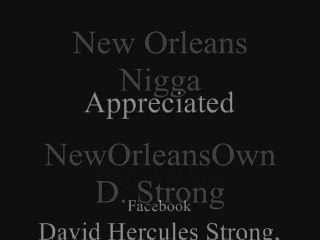 New Orleans
Nigga
Appreciated
NewOrleansOwn
D. Strong
Facebook
David Hercules Strong,